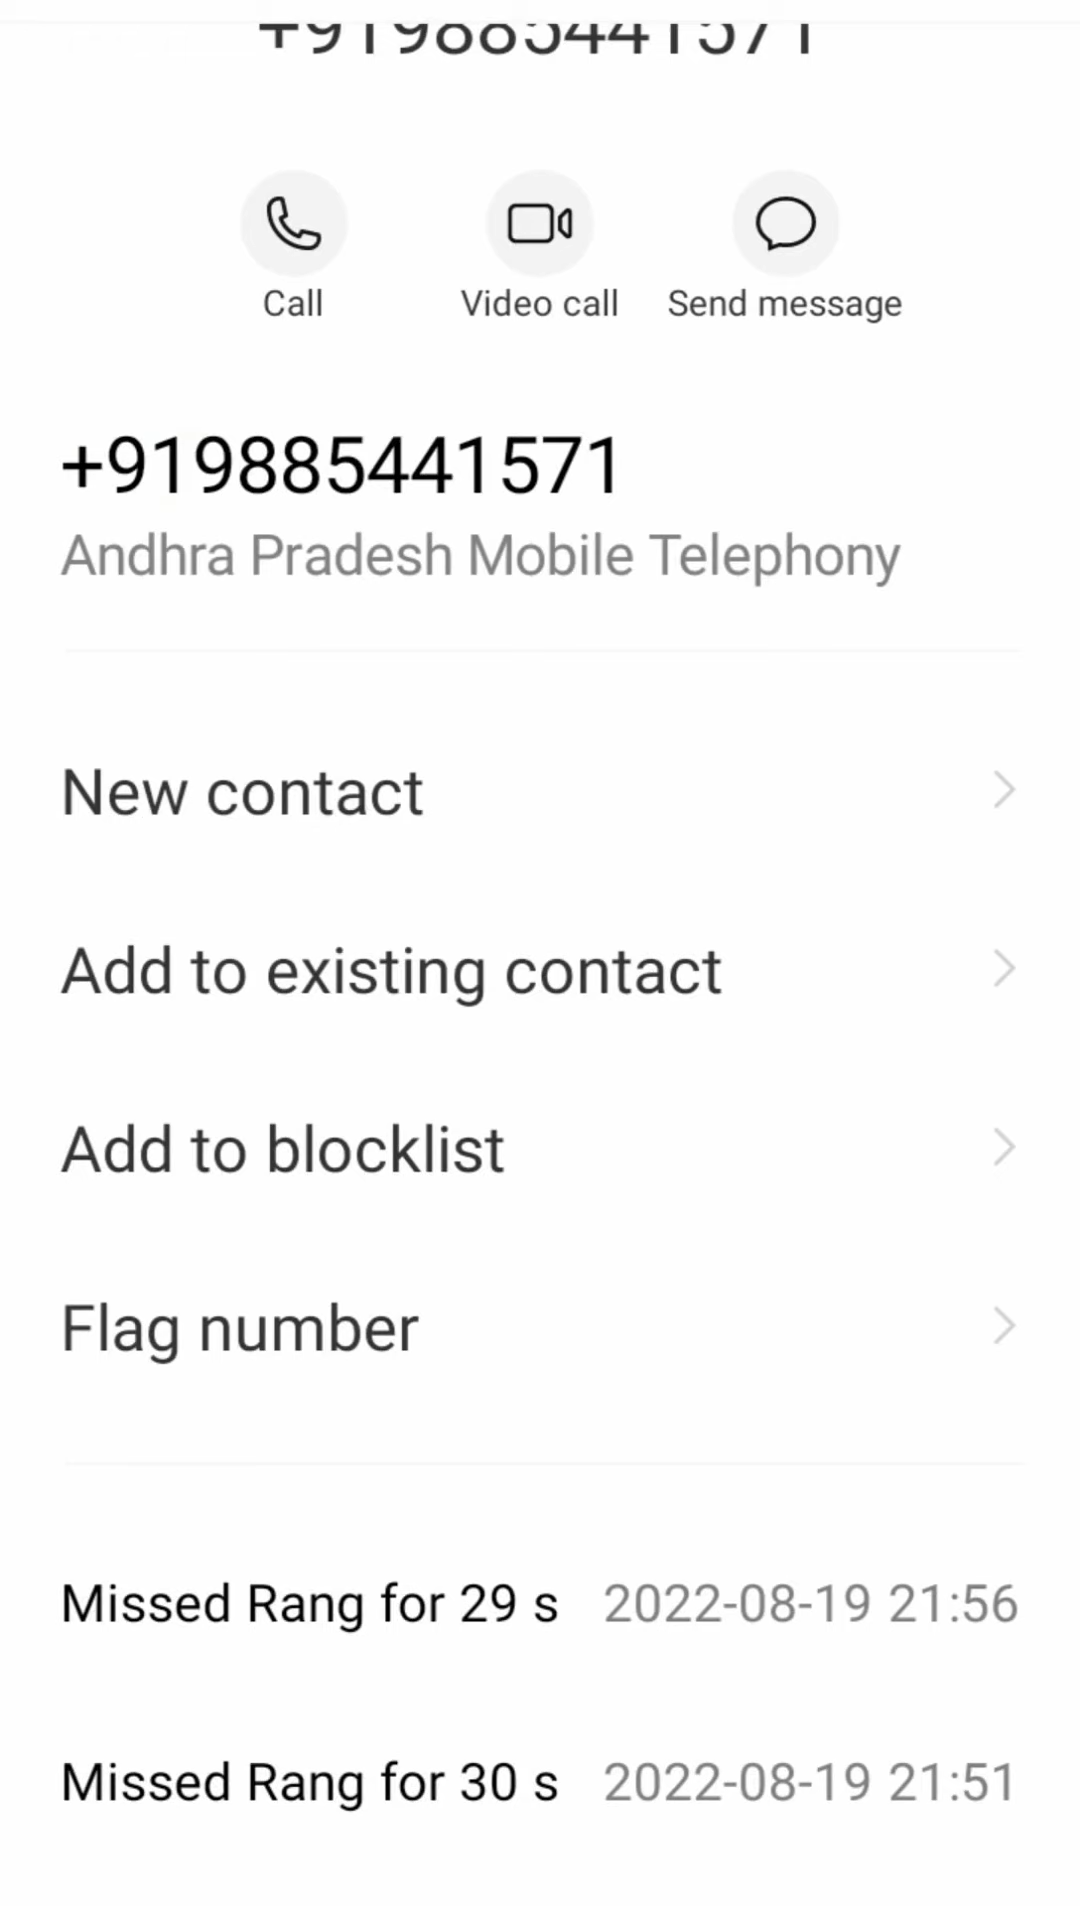 +919885441571
Call Video call Send message
+919885441571
Andhra Pradesh Mobile Telephony
New contact
Add to existing contact
Add to blocklist
Flag number
Missed Rang for 29 s 2022-08-19 21:56
Missed Rang for 30 s 2022-08-19 21:51